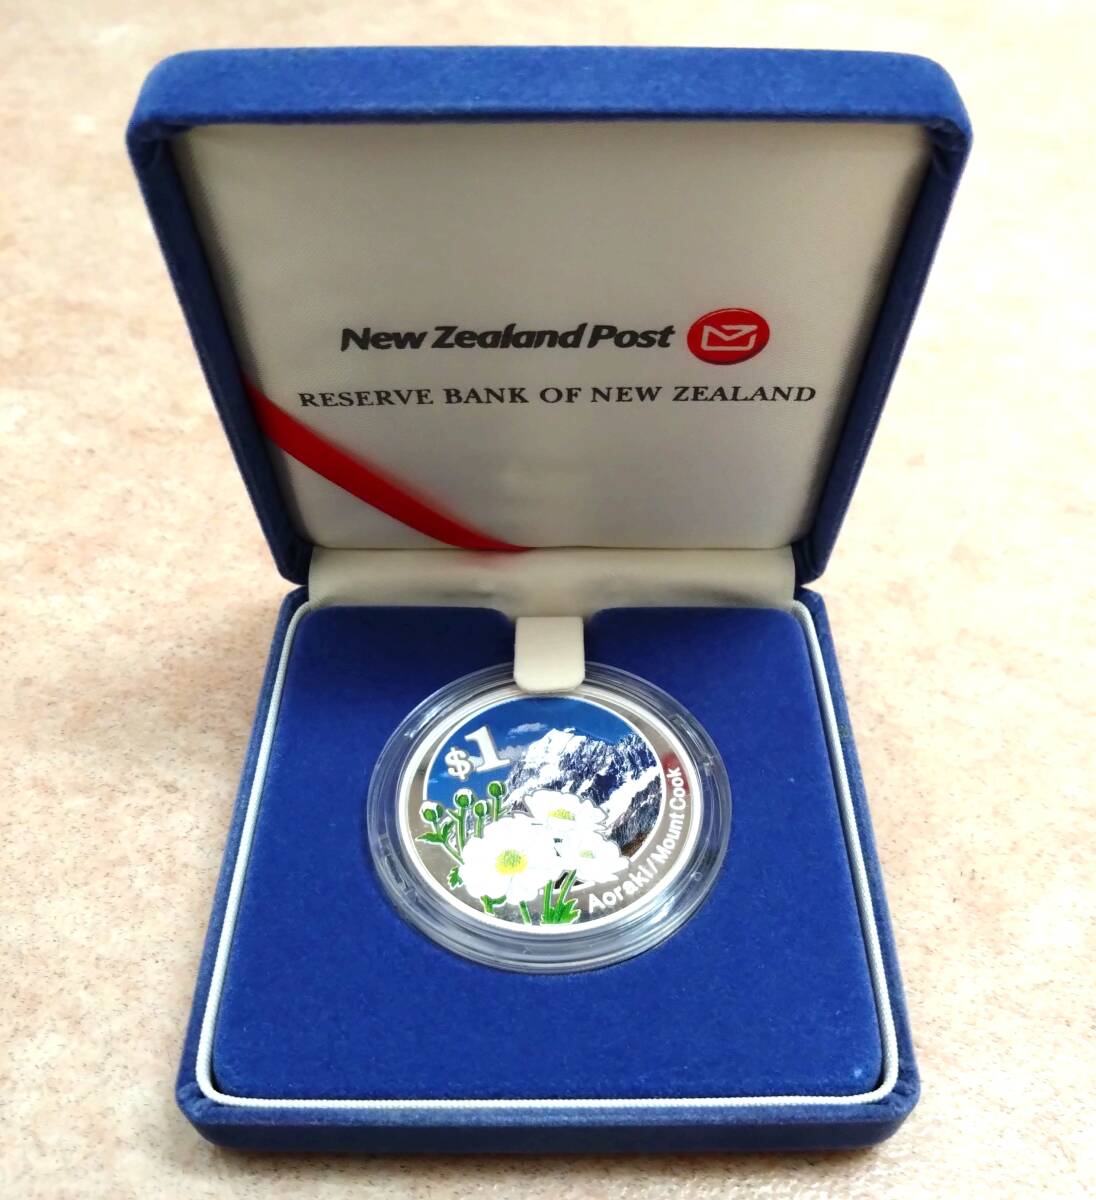 New Zealand Post
RESERVE BANK OF NEW ZEALAND
$1
Aoraki/Mount Cook